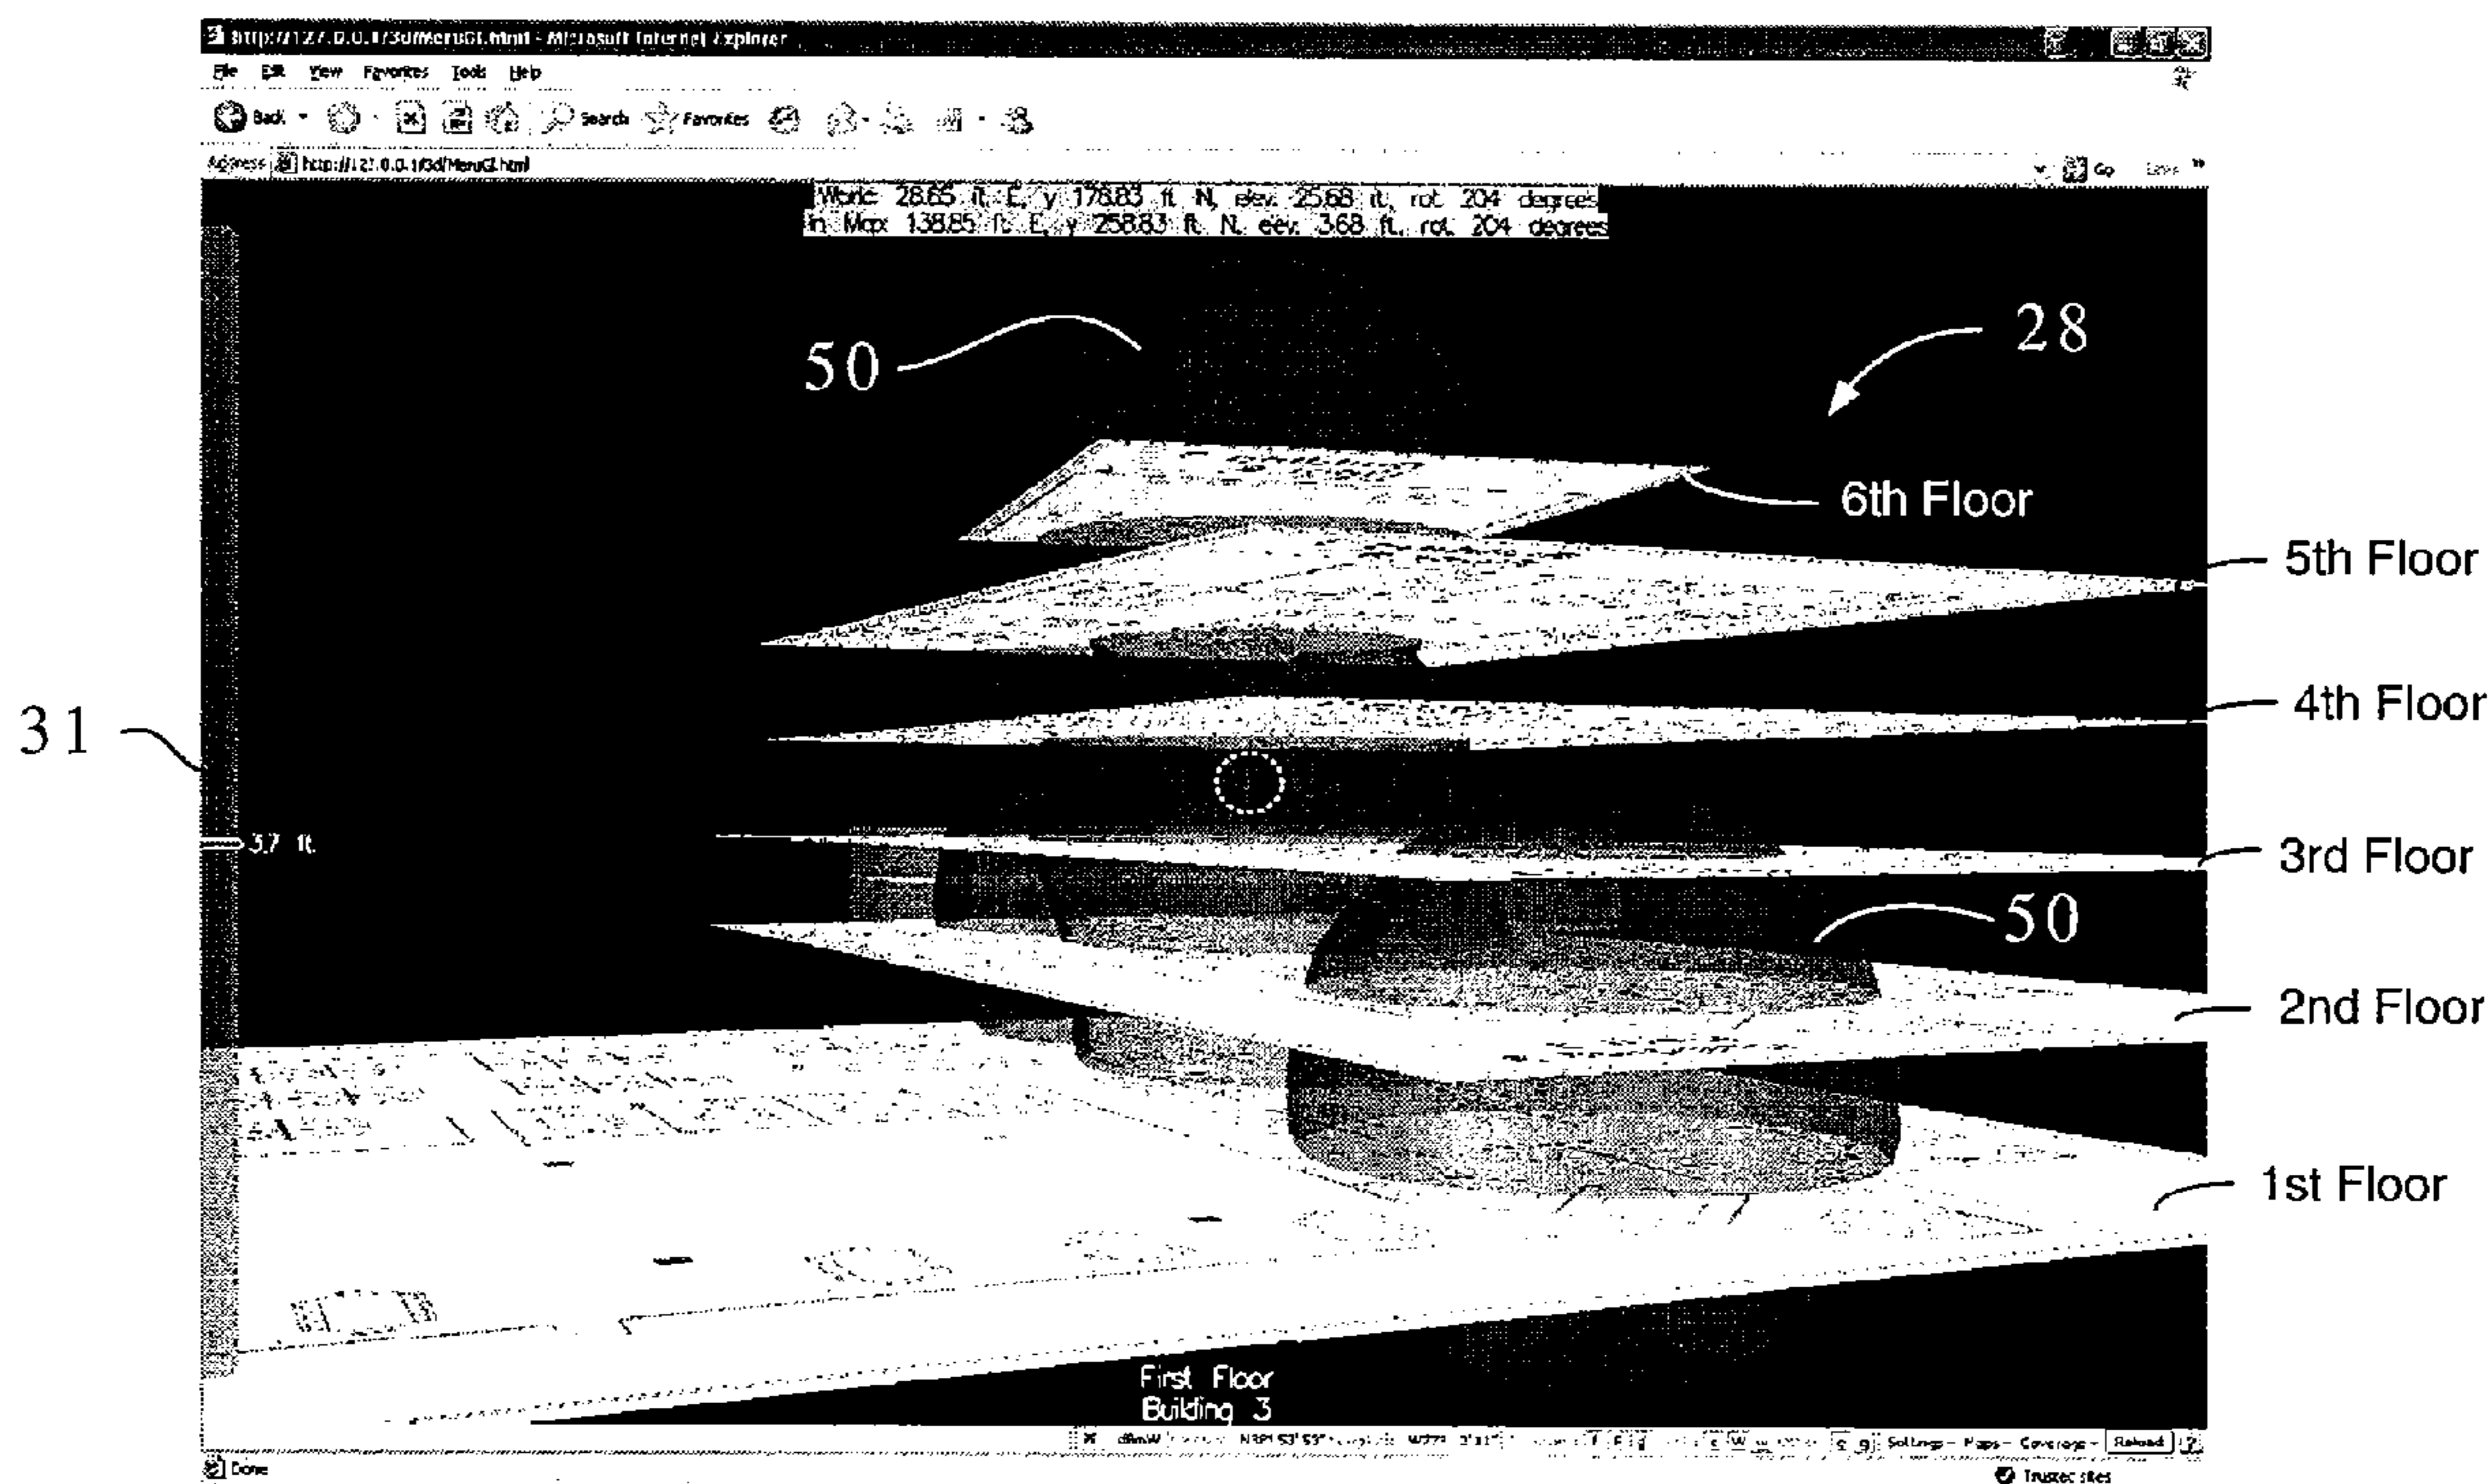 http://127.0.0.1/3d/MeruGl.html - Microsoft Internet Explorer
File Edit View Favorites Tools Help
Back Search Favorites
Address http://127.0.0.1/3d/MeruGl.html Go
World: 28.65 ft. E, y 178.83 ft N, elev. 25.68 ft, rot. 204 degrees
In Map: 138.85 ft. E, y 258.83 ft. N, elev. 3.68 ft. rot. 204 degrees
50
28
6th Floor
5th Floor
31
4th Floor
3.7 ft.
3rd Floor
50
2nd Floor
1st Floor
First Floor
Building 3
dBmW Settings- Maps- Coverage- Reload ?
Done
Trusted sites